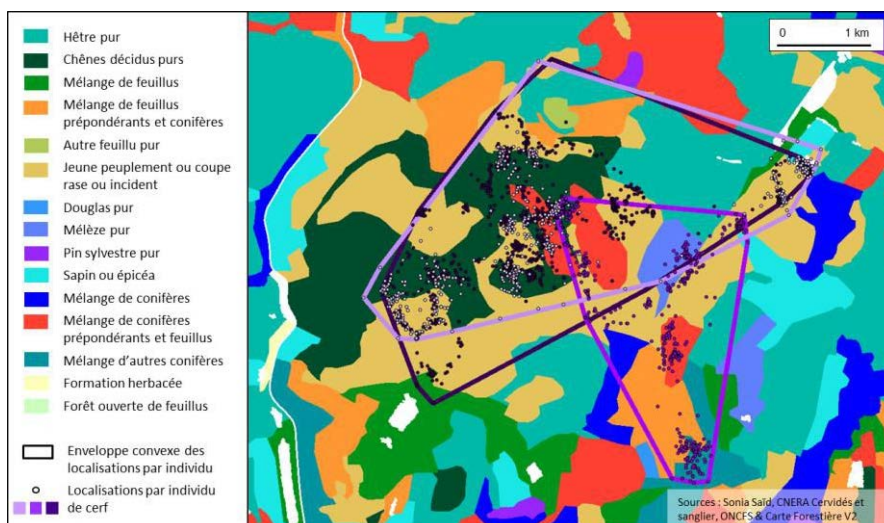 Hêtre pur
Chênes décidus purs
Mélange de feuillus
Mélange de feuillus
prépondérants et conifères
Autre feuillu pur
Jeune peuplement ou coupe
rase ou incident
Douglas pur
Mélèze pur
Pin sylvestre pur
Sapin ou épicéa
Mélange de conifères
Mélange de conifères
prépondérants et feuillus
Mélange d'autres conifères
Formation herbacée
Forêt ouverte de feuillus
Enveloppe convexe des
localisations par individu
Localisations par individu
de cerf
0 1 km
Sources : Sonia Saïd, CNERA Cervidés et
sanglier, ONCFS & Carte Forestière V2